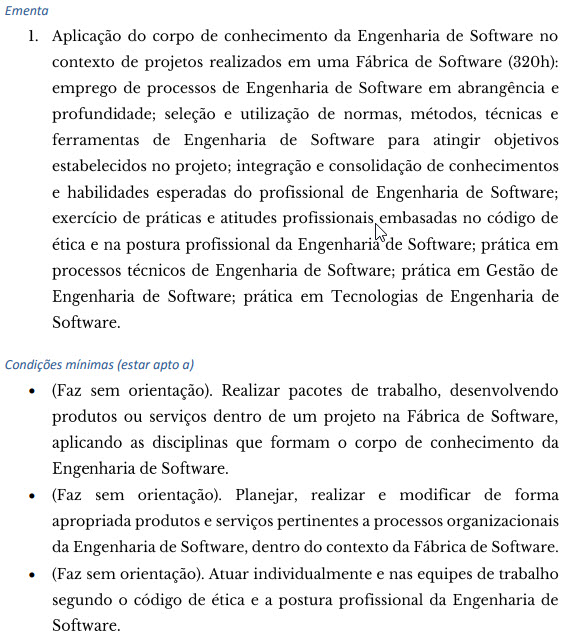 Ementa
1. Aplicação do corpo de conhecimento da Engenharia de Software no
contexto de projetos realizados em uma Fábrica de Software (320h):
emprego de processos de Engenharia de Software em abrangência e
profundidade; seleção e utilização de normas, métodos, técnicas e
ferramentas de Engenharia de Software para atingir objetivos
estabelecidos no projeto; integração e consolidação de conhecimentos
e habilidades esperadas do profissional de Engenharia de Software;
exercício de práticas e atitudes profissionais embasadas no código de
ética e na postura profissional da Engenharia de Software; prática em
processos técnicos de Engenharia de Software; prática em Gestão de
Engenharia de Software; prática em Tecnologias de Engenharia de
Software.
Condições mínimas (estar apto a)
• (Faz sem orientação). Realizar pacotes de trabalho, desenvolvendo
produtos ou serviços dentro de um projeto na Fábrica de Software,
aplicando as disciplinas que formam o corpo de conhecimento da
Engenharia de Software.
• (Faz sem orientação). Planejar, realizar e modificar de forma
apropriada produtos e serviços pertinentes a processos organizacionais
da Engenharia de Software, dentro do contexto da Fábrica de Software.
• (Faz sem orientação). Atuar individualmente e nas equipes de trabalho
segundo o código de ética e a postura profissional da Engenharia de
Software.